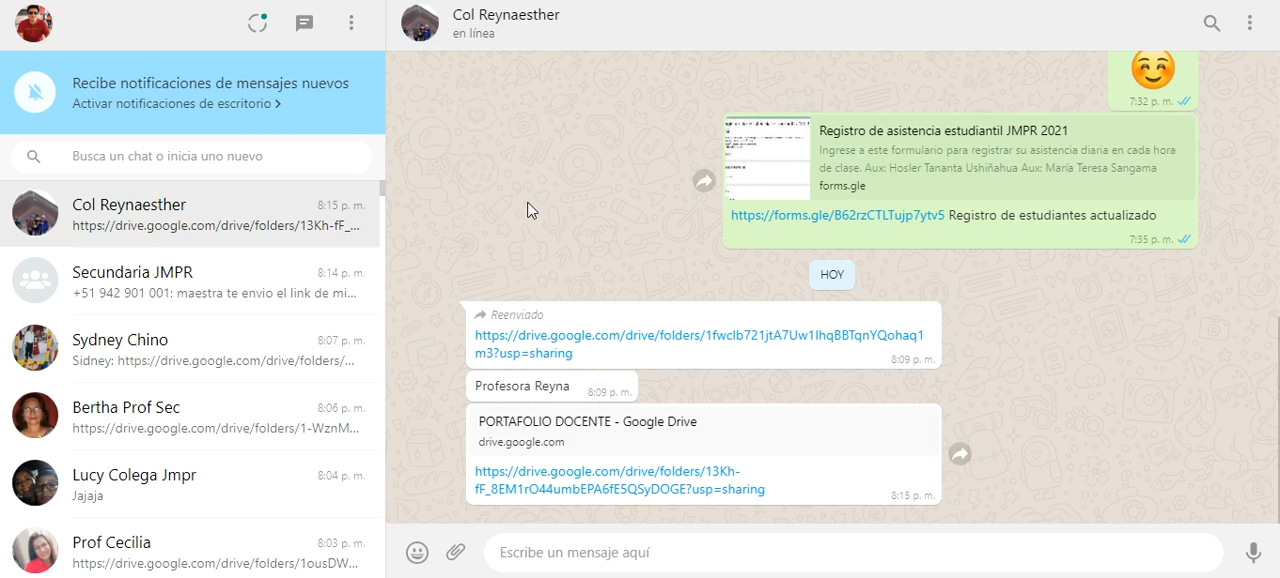 Recibe notificaciones de mensajes nuevos
Activar notificaciones de escritorio >
Busca un chat o inicia uno nuevo
Col Reynaesther 8:15 p. m.
https://drive.google.com/drive/folders/13Kh-fF_...
Secundaria JMPR 8:14 p. m.
+51 942 901 001: maestra te envio el link de mi...
Sydney Chino 8:07 p. m.
Sidney: https://drive.google.com/drive/folders/...
Bertha Prof Sec 8:06 p. m.
https://drive.google.com/drive/folders/1-WznM...
Lucy Colega Jmpr 8:04 p. m.
Jajaja
Prof Cecilia 8:03 p. m.
https://drive.google.com/drive/folders/1ousDW...
Col Reynaesther
en línea
7:32 p. m.
Registro de asistencia estudiantil JMPR 2021
Ingrese a este formulario para registrar su asistencia diaria en cada hora
de clase. Aux: Hosler Tananta Ushiñahua Aux: María Teresa Sangama
forms.gle
https://forms.gle/B62rzCTLTujp7ytv5 Registro de estudiantes actualizado
7:35 p. m.
HOY
Reenviado
https://drive.google.com/drive/folders/1fwclb721jtA7Uw1lhqBBTqnYQohaq1
m3?usp=sharing
8:09 p. m.
Profesora Reyna 8:09 p. m.
PORTAFOLIO DOCENTE - Google Drive
drive.google.com
https://drive.google.com/drive/folders/13Kh-
fF_8EM1rO44umbEPA6fE5QSyDOGE?usp=sharing
8:15 p. m.
Escribe un mensaje aquí